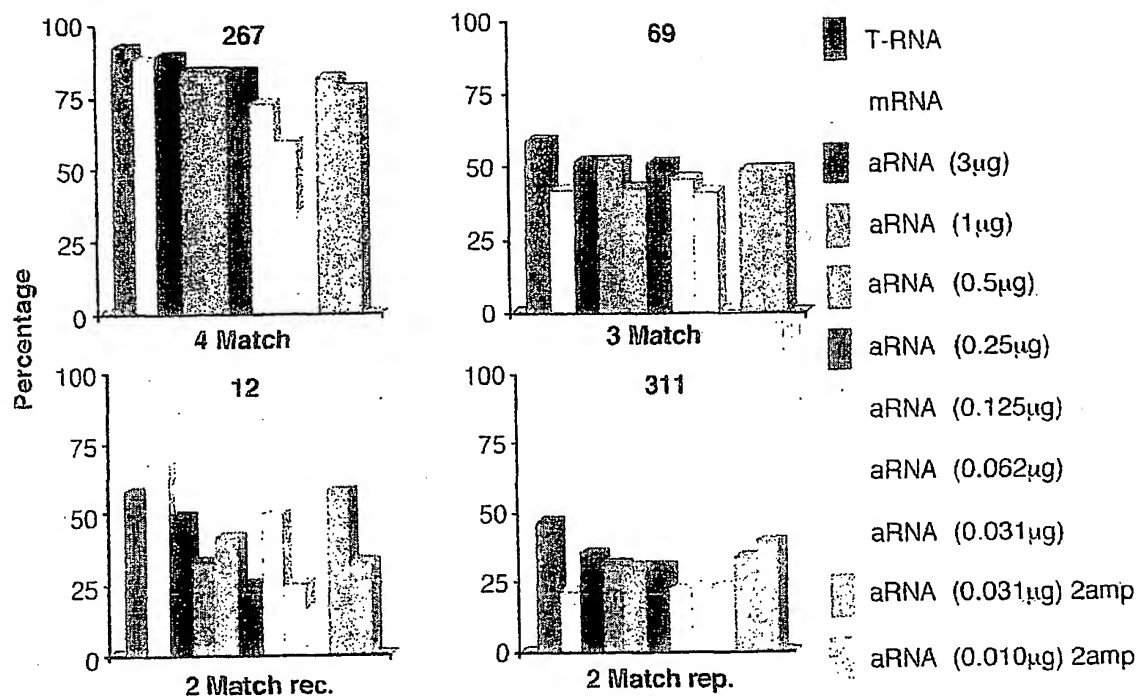 Percentage
100
75
50
25
0
267
4 Match
100
75
50
25
0
69
3 Match
100
75
50
25
0
12
2 Match rec.
100
75
50
25
0
311
2 Match rep.
T-RNA
mRNA
aRNA (3µg)
aRNA (1µg)
aRNA (0.5µg)
aRNA (0.25µg)
aRNA (0.125µg)
aRNA (0.062µg)
aRNA (0.031µg)
aRNA (0.031µg) 2amp
aRNA (0.010µg) 2amp